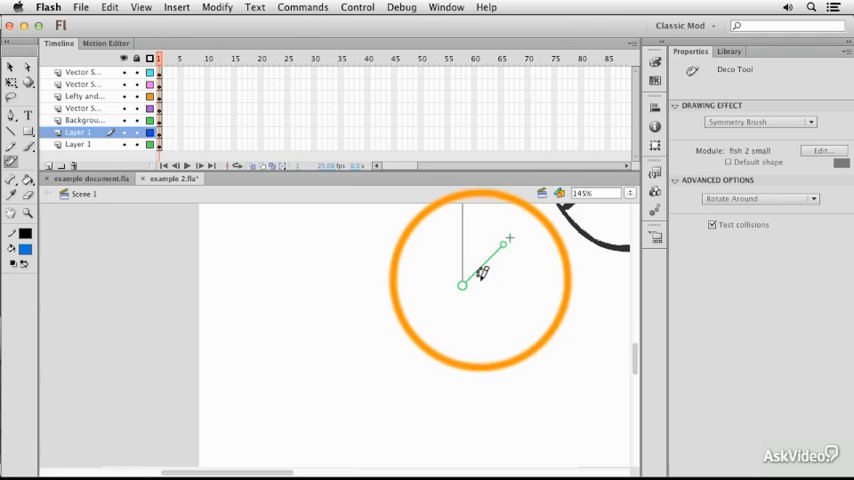 Flash File Edit View Insert Modify Text Commands Control Debug Window Help
Fl Classic Mod
Timeline Motion Editor
1 5 10 15 20 25 30 35 40 45 50 55 60 65 70 75 80 85
Vector S...
Vector S...
Lefty and...
Vector S...
Backgrou...
Layer 1
Layer 1
1 25.00 fps 0.0 s
example document.fla example 2.fla*
Scene 1 145%
Properties Library
Deco Tool
DRAWING EFFECT
Symmetry Brush
Module: fish 2 small Edit...
Default shape
ADVANCED OPTIONS
Rotate Around
Test collisions
AskVideo